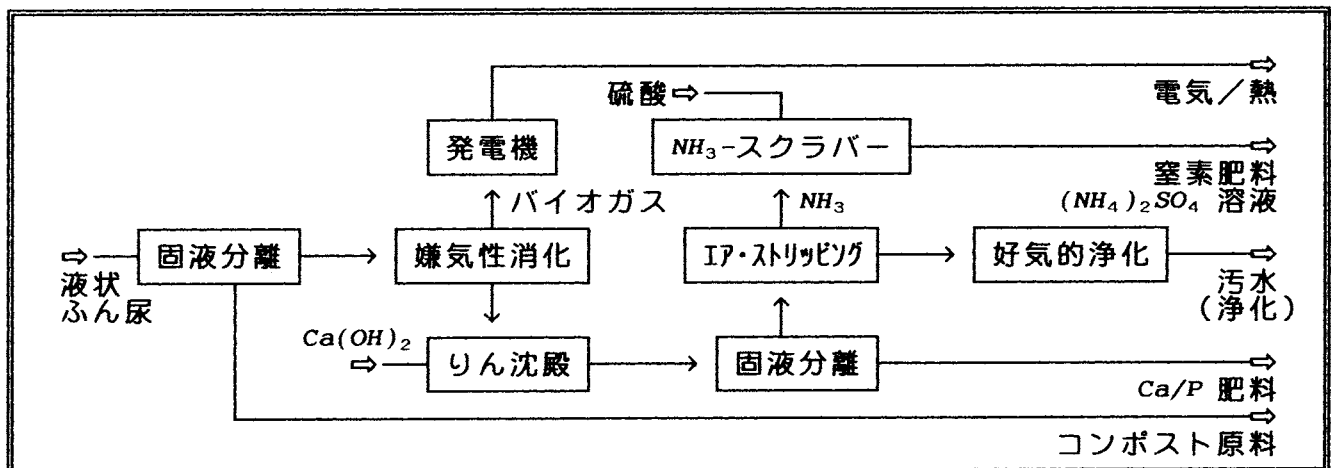 硫酸⇨
⇨
電気／熱
発電機
NH₃-スクラバー
⇨
窒素肥料
(NH₄)₂SO₄ 溶液
↑バイオガス
↑NH₃
⇨
液状
ふん尿
固液分離
嫌気性消化
エア・ストリッピング
好気的浄化
⇨
汚水
（浄化）
Ca(OH)₂
⇨
りん沈殿
固液分離
⇨
Ca/P 肥料
⇨
コンポスト原料